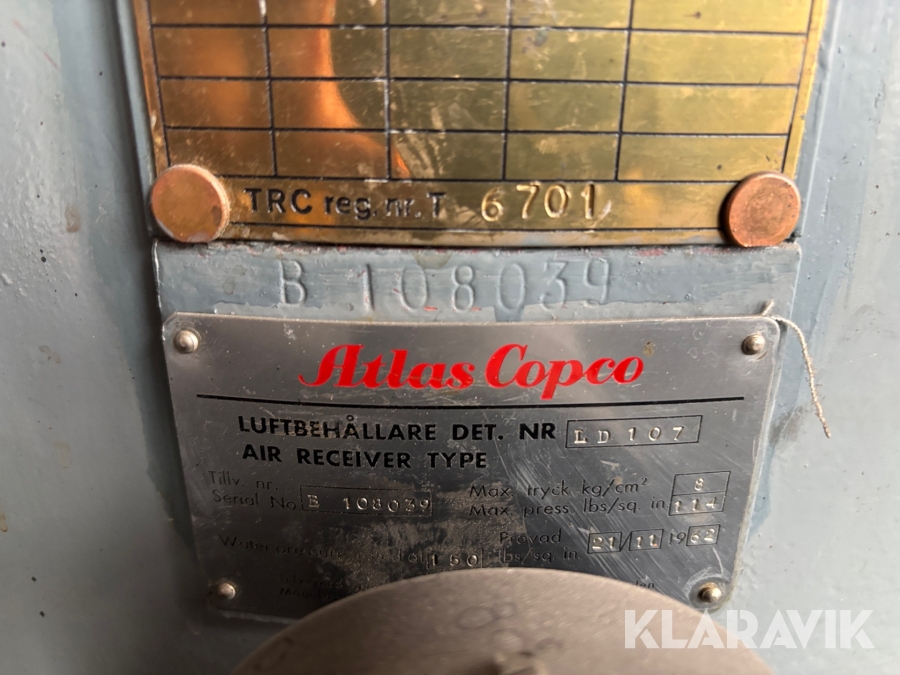 TRC reg. nr. T 6701
B 108039
Atlas Copco
LUFTBEHÅLLARE DET. NR LD 107
AIR RECEIVER TYPE
Tillv. nr.
Serial No. B 108039
Max. tryck kg/cm² 8
Max. press lbs/sq. in. 114
Provad 21/11 1962
150 lbs/sq. in.
KLARAVIK